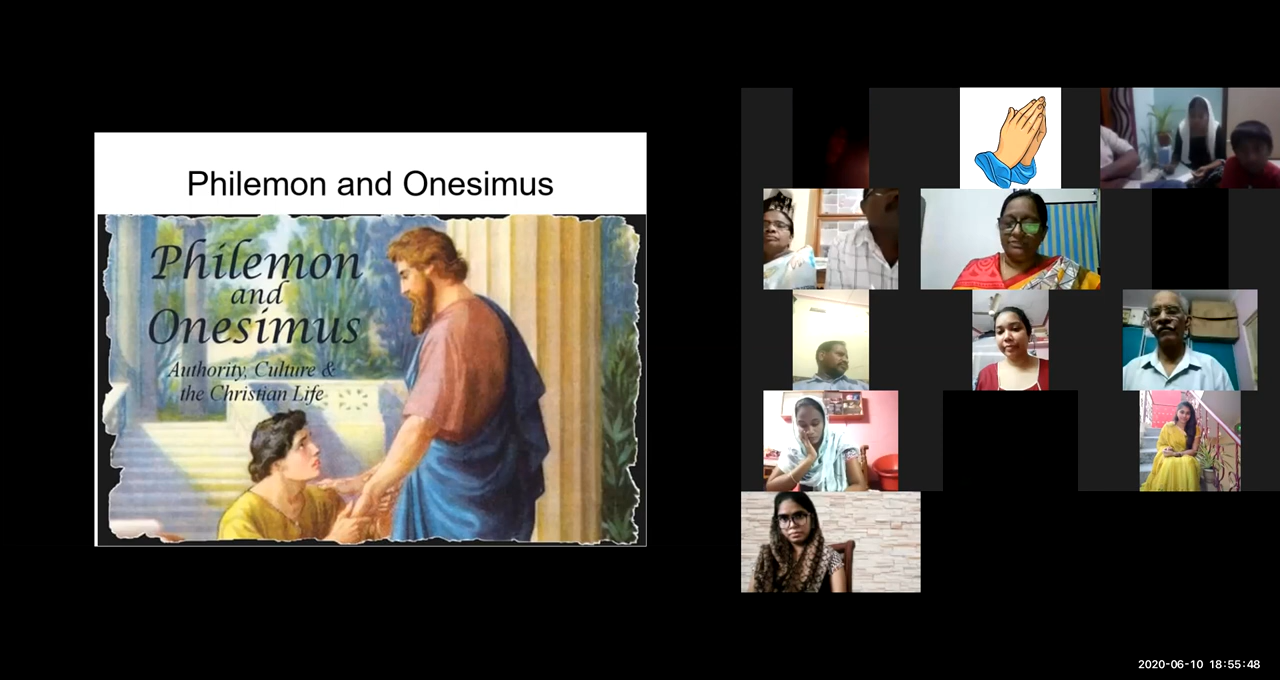 Philemon and Onesimus
Philemon
and
Onesimus
Authority, Culture &
the Christian Life
2020-06-10 18:55:48